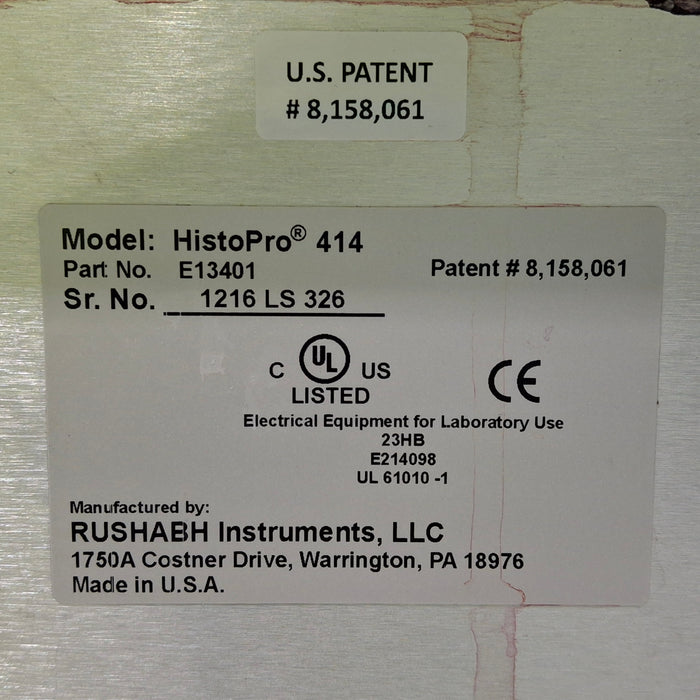 U.S. PATENT
# 8,158,061
Model: HistoPro® 414
Part No. E13401
Patent # 8,158,061
Sr. No. 1216 LS 326
C UL US
LISTED
CE
Electrical Equipment for Laboratory Use
23HB
E214098
UL 61010 -1
Manufactured by:
RUSHABH Instruments, LLC
1750A Costner Drive, Warrington, PA 18976
Made in U.S.A.